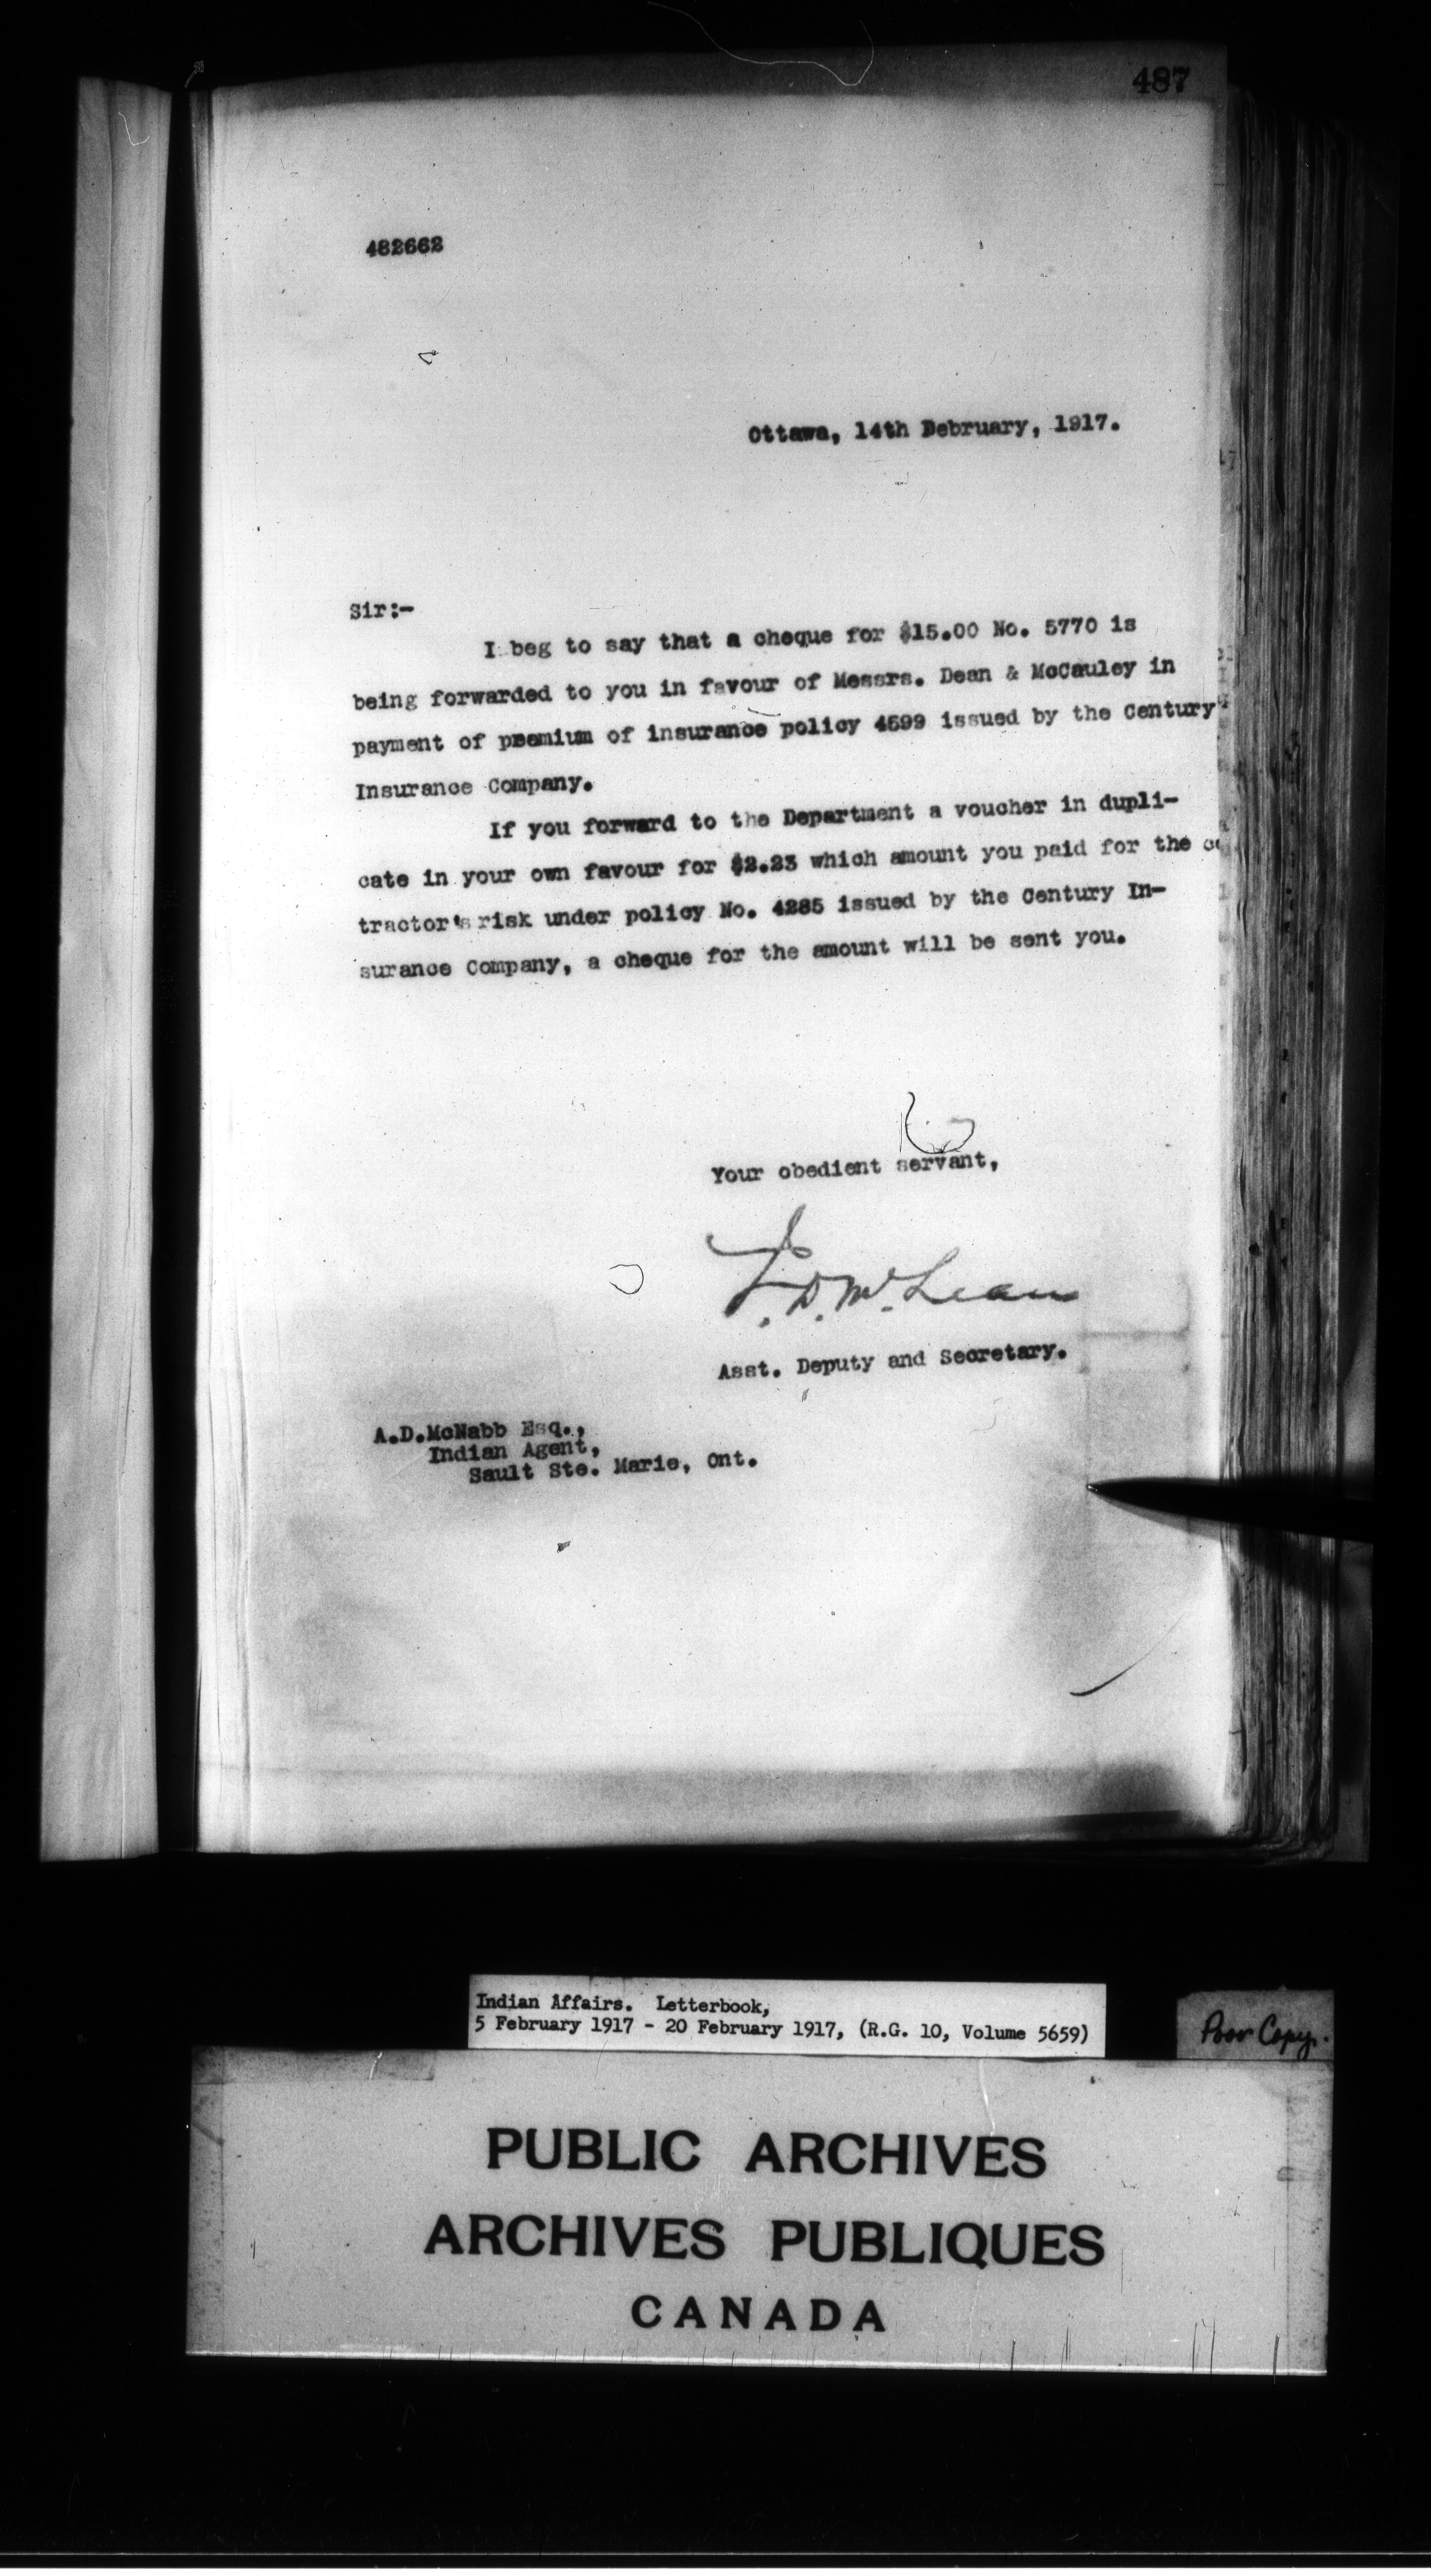 487
482662
Ottawa, 14th Debruary, 1917.
Sir:-
I beg to say that a cheque for $15.00 No. 5770 is
being forwarded to you in favour of Messrs. Dean & McCauley in
payment of premium of insurance policy 4599 issued by the Century
Insurance Company.
If you forward to the Department a voucher in dupli-
cate in your own favour for $2.23 which amount you paid for the co
tractor's risk under policy No. 4285 issued by the Century In-
surance Company, a cheque for the amount will be sent you.
Your obedient servant,
J. D. McLean
Asst. Deputy and Secretary.
A.D.McNabb Esq.,
Indian Agent,
Sault Ste. Marie, Ont.
Indian Affairs. Letterbook,
5 February 1917 - 20 February 1917, (R.G. 10, Volume 5659)
Poor Copy.
PUBLIC ARCHIVES
ARCHIVES PUBLIQUES
CANADA